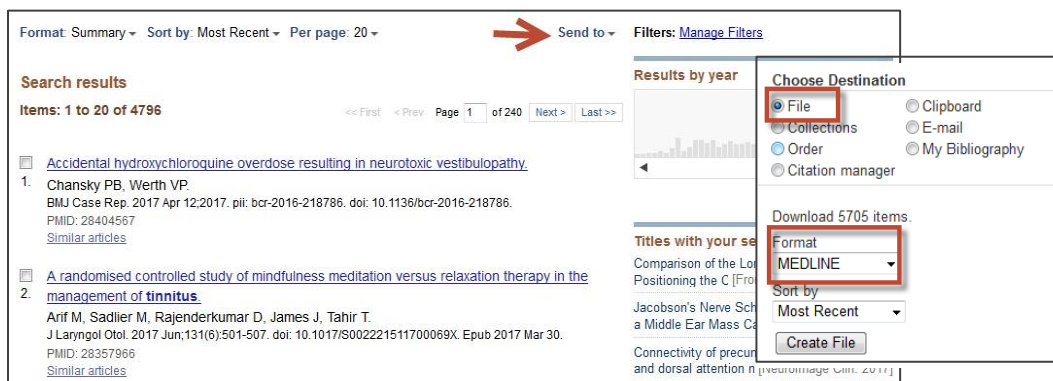 Format: Summary Sort by: Most Recent Per page: 20 Send to Filters: Manage Filters
Search results
Items: 1 to 20 of 4796
<< First < Prev Page 1 of 240 Next > Last >>
Accidental hydroxychloroquine overdose resulting in neurotoxic vestibulopathy.
1. Chansky PB, Werth VP.
BMJ Case Rep. 2017 Apr 12;2017. pii: bcr-2016-218786. doi: 10.1136/bcr-2016-218786.
PMID: 28404567
Similar articles
A randomised controlled study of mindfulness meditation versus relaxation therapy in the
2. management of tinnitus.
Arif M, Sadlier M, Rajenderkumar D, James J, Tahir T.
J Laryngol Otol. 2017 Jun;131(6):501-507. doi: 10.1017/S002221511700069X. Epub 2017 Mar 30.
PMID: 28357966
Similar articles
Results by year
Titles with your se
Comparison of the Lo
Positioning the C [Fro
Jacobson's Nerve Sch
a Middle Ear Mass Ca
Connectivity of precun
and dorsal attention n [Neuroimage Clin. 2017]
Choose Destination
File Clipboard
Collections E-mail
Order My Bibliography
Citation manager
Download 5705 items.
Format
MEDLINE
Sort by
Most Recent
Create File